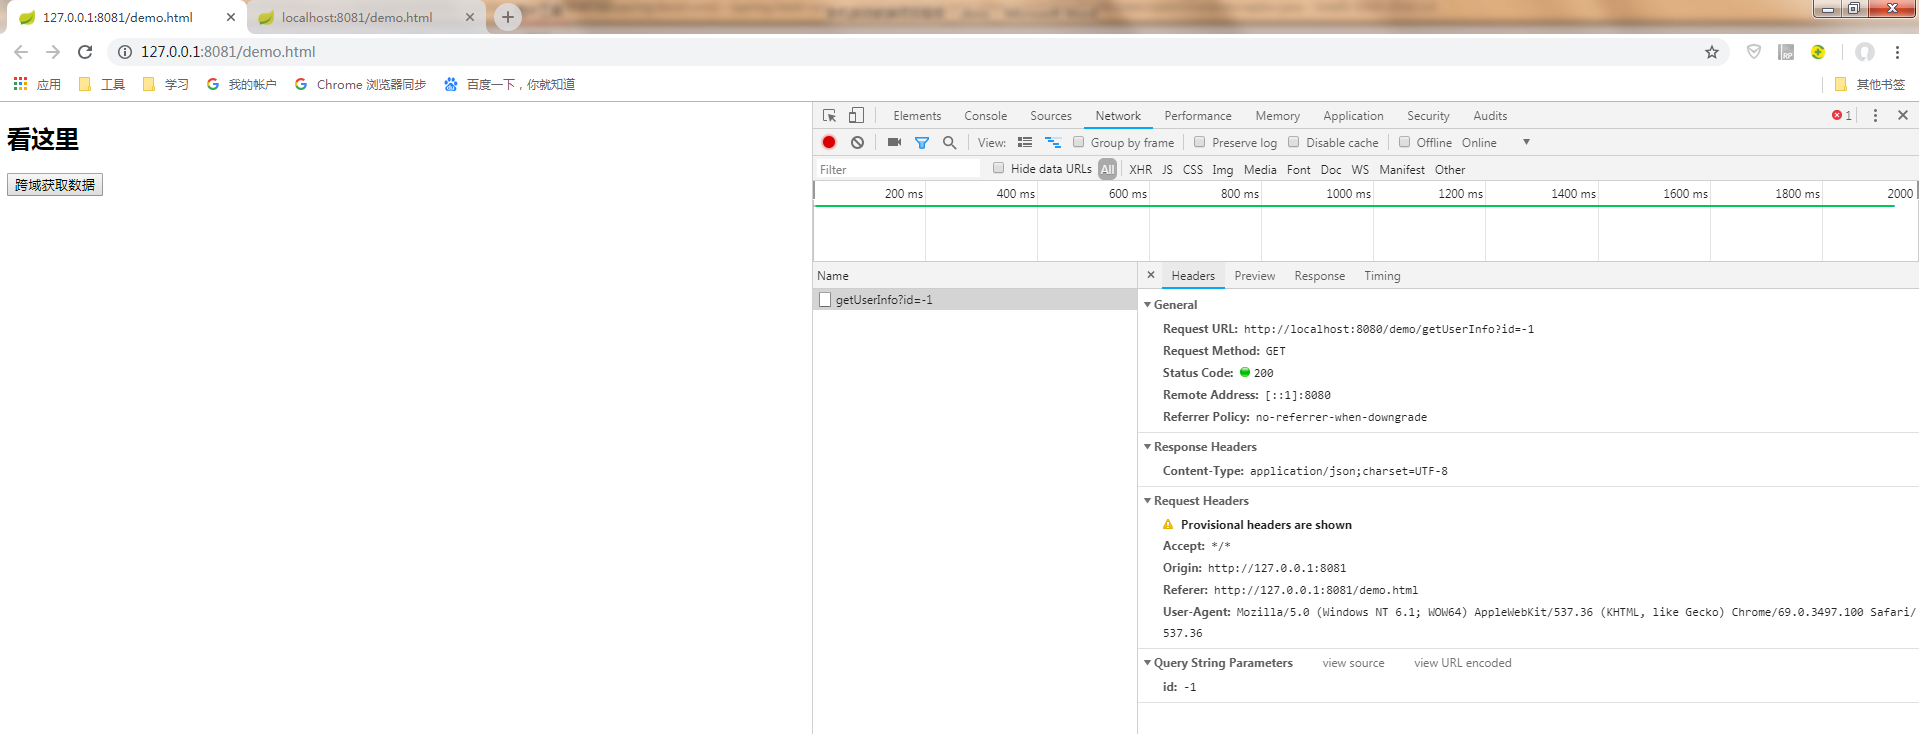 127.0.0.1:8081/demo.html
localhost:8081/demo.html
127.0.0.1:8081/demo.html
应用 工具 学习 我的帐户 Chrome 浏览器同步 百度一下，你就知道 其他书签
看这里
跨域获取数据
Elements Console Sources Network Performance Memory Application Security Audits 1
View: Group by frame Preserve log Disable cache Offline Online
Filter Hide data URLs All XHR JS CSS Img Media Font Doc WS Manifest Other
200 ms 400 ms 600 ms 800 ms 1000 ms 1200 ms 1400 ms 1600 ms 1800 ms 2000
Name
getUserInfo?id=-1
Headers Preview Response Timing
General
Request URL: http://localhost:8080/demo/getUserInfo?id=-1
Request Method: GET
Status Code: 200
Remote Address: [::1]:8080
Referrer Policy: no-referrer-when-downgrade
Response Headers
Content-Type: application/json;charset=UTF-8
Request Headers
Provisional headers are shown
Accept: */*
Origin: http://127.0.0.1:8081
Referer: http://127.0.0.1:8081/demo.html
User-Agent: Mozilla/5.0 (Windows NT 6.1; WOW64) AppleWebKit/537.36 (KHTML, like Gecko) Chrome/69.0.3497.100 Safari/
537.36
Query String Parameters view source view URL encoded
id: -1